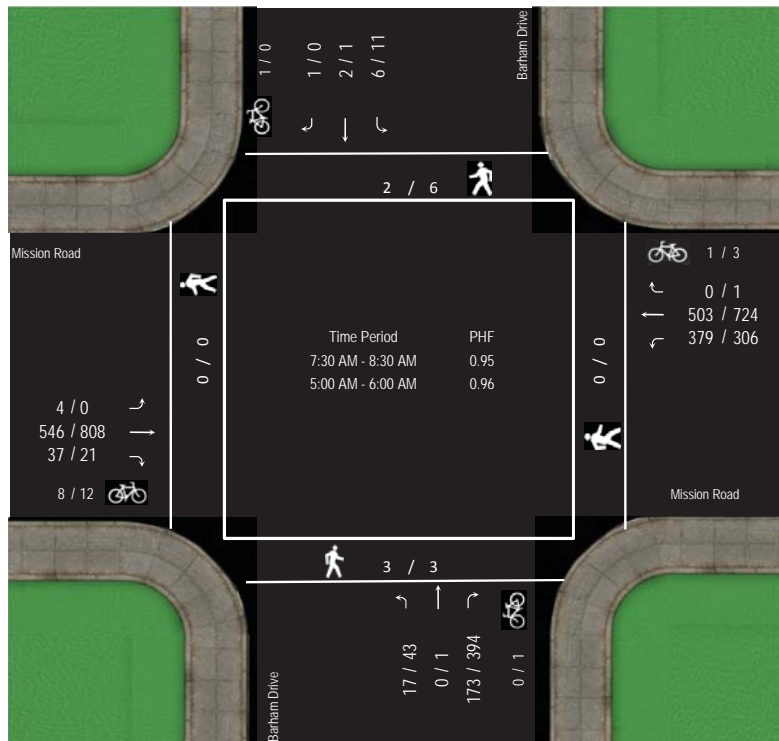 1 / 0
1 / 0
2 / 1
6 / 11
Barham Drive
2 / 6
Mission Road
1 / 3
0 / 1
503 / 724
379 / 306
0 / 0
Time Period PHF
7:30 AM - 8:30 AM 0.95
5:00 AM - 6:00 AM 0.96
0 / 0
4 / 0
546 / 808
37 / 21
8 / 12
Mission Road
3 / 3
17 / 43
0 / 1
173 / 394
0 / 1
Barham Drive